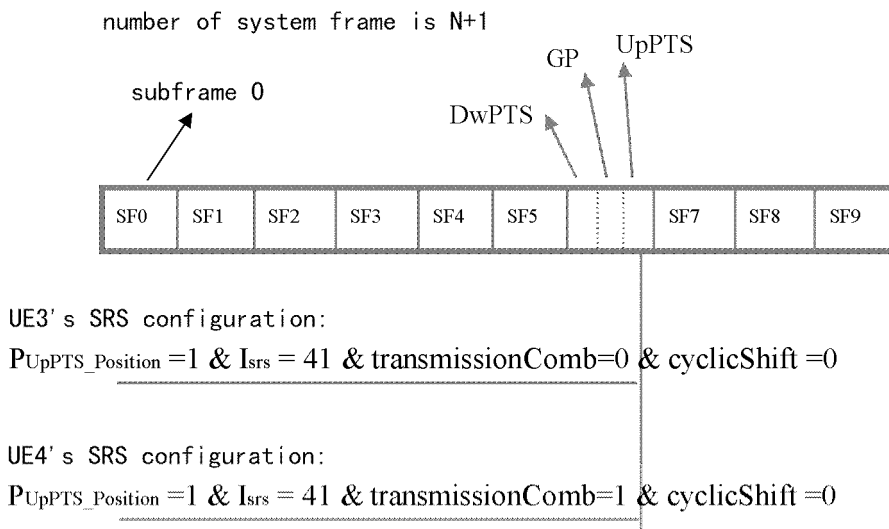 number of system frame is N+1
UpPTS
GP
subframe 0
DwPTS
SF0 SF1 SF2 SF3 SF4 SF5 SF7 SF8 SF9
UE3's SRS configuration:
PUpPTS_Position =1 & Isrs = 41 & transmissionComb=0 & cyclicShift =0
UE4's SRS configuration:
PUpPTS_Position =1 & Isrs = 41 & transmissionComb=1 & cyclicShift =0